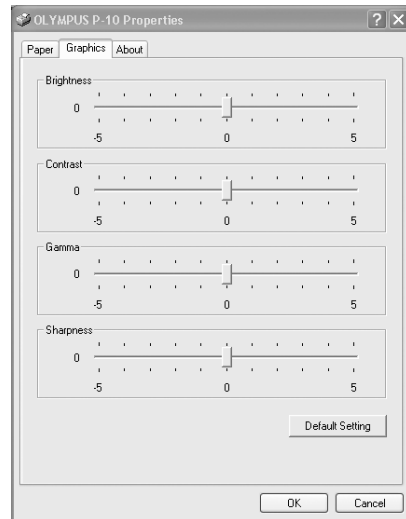 OLYMPUS P-10 Properties
Paper Graphics About
Brightness
0
-5 0 5
Contrast
0
-5 0 5
Gamma
0
-5 0 5
Sharpness
0
-5 0 5
Default Setting
OK Cancel